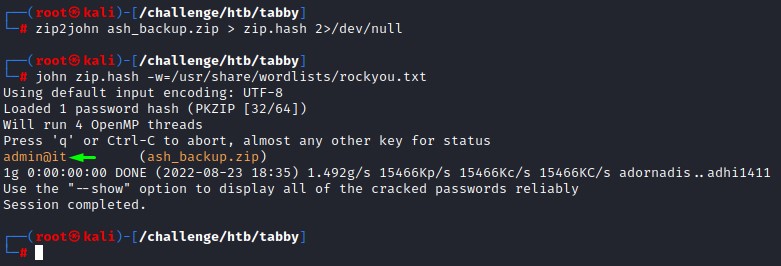 ┌──(root㉿kali)-[/challenge/htb/tabby]
└─# zip2john ash_backup.zip > zip.hash 2>/dev/null
┌──(root㉿kali)-[/challenge/htb/tabby]
└─# john zip.hash -w=/usr/share/wordlists/rockyou.txt
Using default input encoding: UTF-8
Loaded 1 password hash (PKZIP [32/64])
Will run 4 OpenMP threads
Press 'q' or Ctrl-C to abort, almost any other key for status
admin@it (ash_backup.zip)
1g 0:00:00:00 DONE (2022-08-23 18:35) 1.492g/s 15466Kp/s 15466Kc/s 15466KC/s adornadis..adhi1411
Use the "--show" option to display all of the cracked passwords reliably
Session completed.
┌──(root㉿kali)-[/challenge/htb/tabby]
└─#